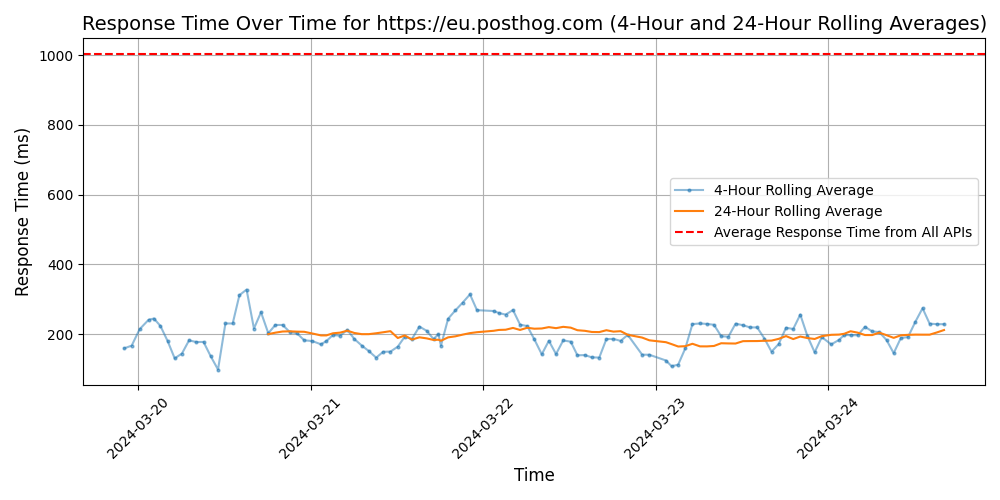 Response Time Over Time for https://eu.posthog.com (4-Hour and 24-Hour Rolling Averages)
Response Time (ms)
1000
800
600
400
200
4-Hour Rolling Average
24-Hour Rolling Average
Average Response Time from All APIs
2024-03-20
2024-03-21
2024-03-22
2024-03-23
2024-03-24
Time